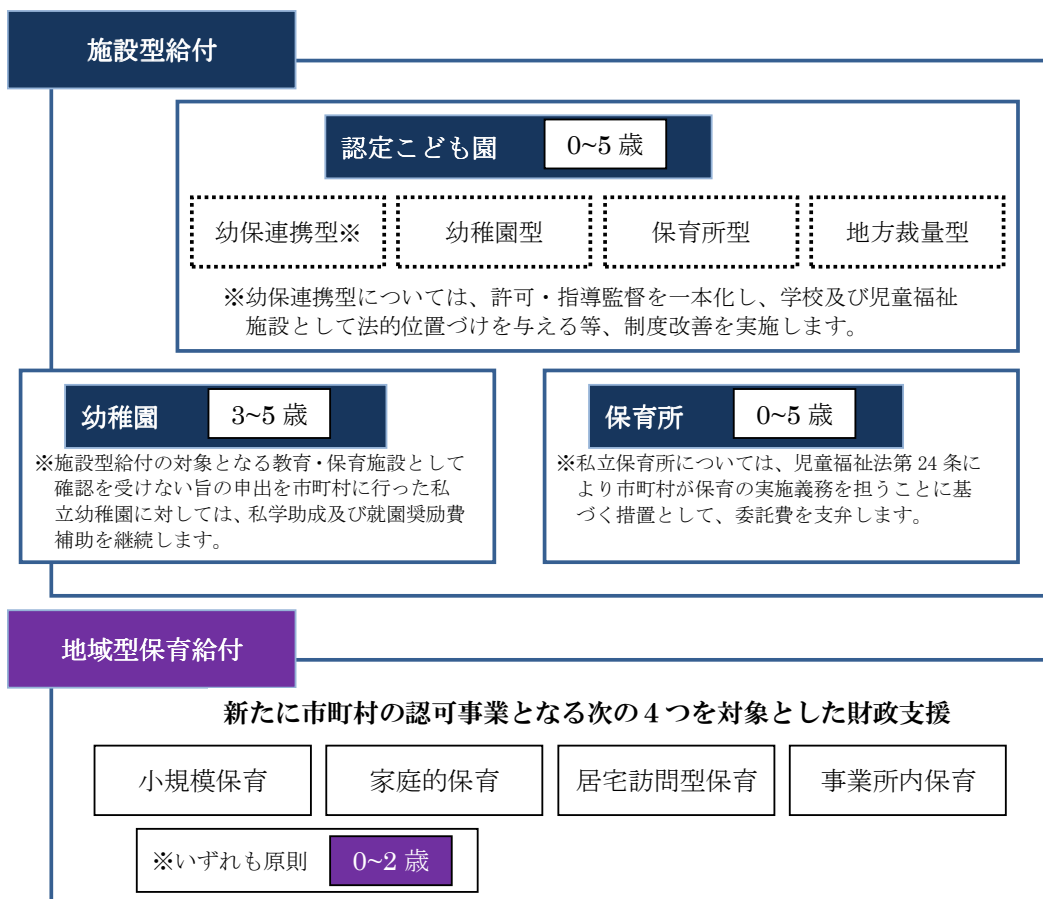 施設型給付
認定こども園 0~5 歳
幼保連携型※ 幼稚園型 保育所型 地方裁量型
※幼保連携型については、許可・指導監督を一本化し、学校及び児童福祉
施設として法的位置づけを与える等、制度改善を実施します。
幼稚園 3~5 歳
※施設型給付の対象となる教育・保育施設として
確認を受けない旨の申出を市町村に行った私
立幼稚園に対しては、私学助成及び就園奨励費
補助を継続します。
保育所 0~5 歳
※私立保育所については、児童福祉法第 24 条に
より市町村が保育の実施義務を担うことに基
づく措置として、委託費を支弁します。
地域型保育給付
新たに市町村の認可事業となる次の４つを対象とした財政支援
小規模保育 家庭的保育 居宅訪問型保育 事業所内保育
※いずれも原則 0~2 歳